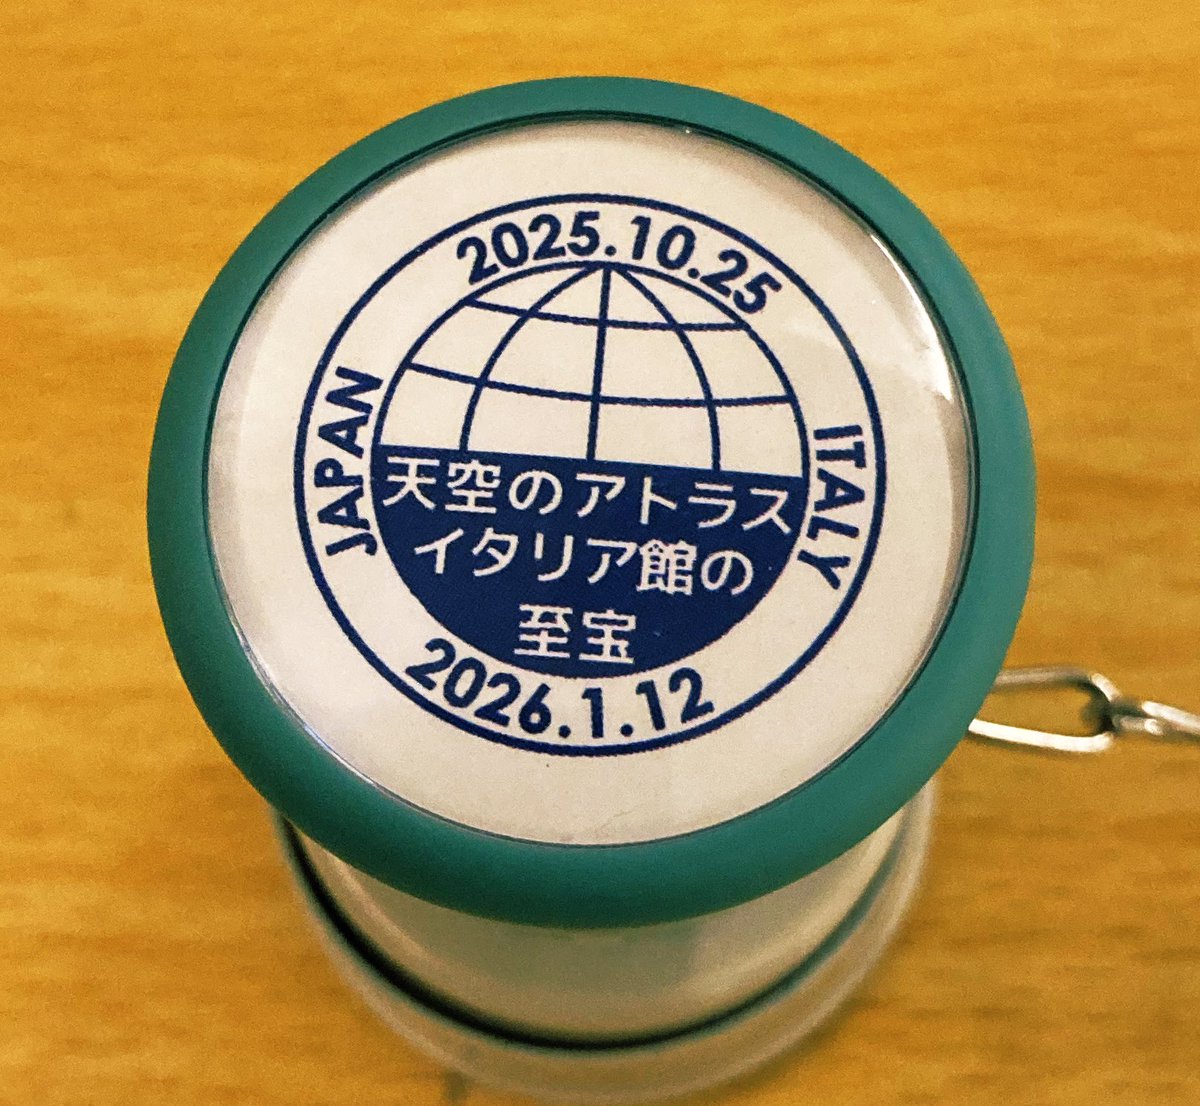 2025.10.25
JAPAN
ITALY
天空のアトラス
イタリア館の
至宝
2026.1.12